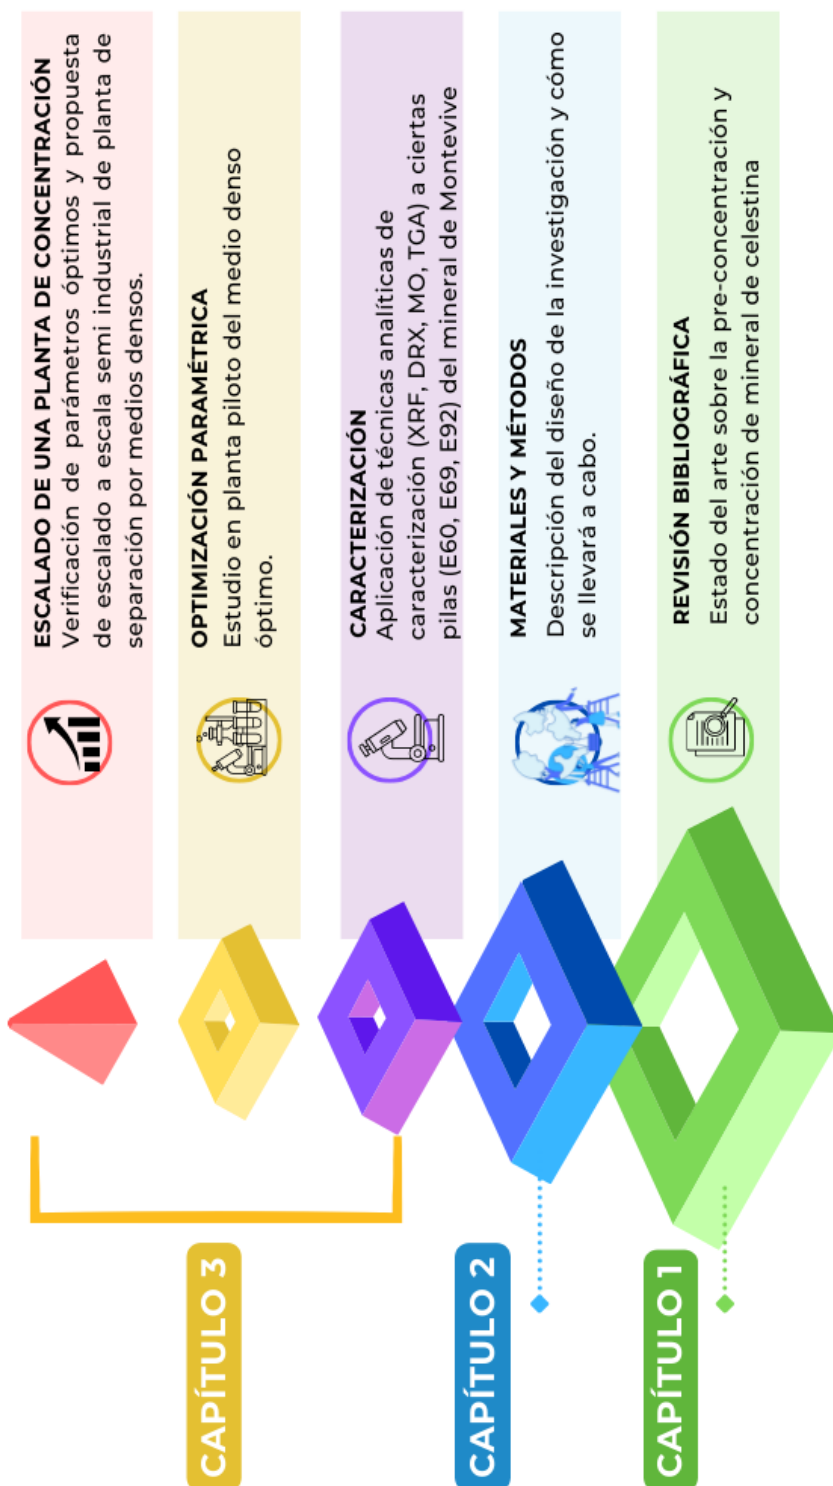 ESCALADO DE UNA PLANTA DE CONCENTRACIÓN
Verificación de parámetros óptimos y propuesta
de escalado a escala semi industrial de planta de
separación por medios densos.
OPTIMIZACIÓN PARAMÉTRICA
Estudio en planta piloto del medio denso
óptimo.
CARACTERIZACIÓN
Aplicación de técnicas analíticas de
caracterización (XRF, DRX, MO, TGA) a ciertas
pilas (E60, E69, E92) del mineral de Montevive
CAPÍTULO 3
MATERIALES Y MÉTODOS
Descripción del diseño de la investigación y cómo
se llevará a cabo.
CAPÍTULO 2
REVISIÓN BIBLIOGRÁFICA
Estado del arte sobre la pre-concentración y
concentración de mineral de celestina
CAPÍTULO 1